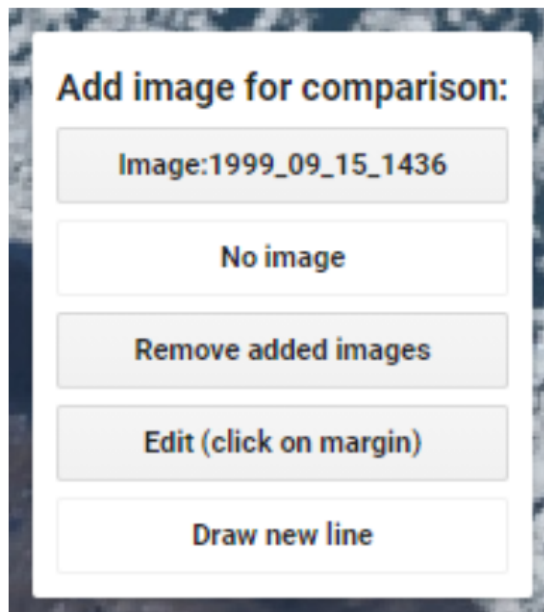 Add image for comparison:
Image:1999_09_15_1436
No image
Remove added images
Edit (click on margin)
Draw new line